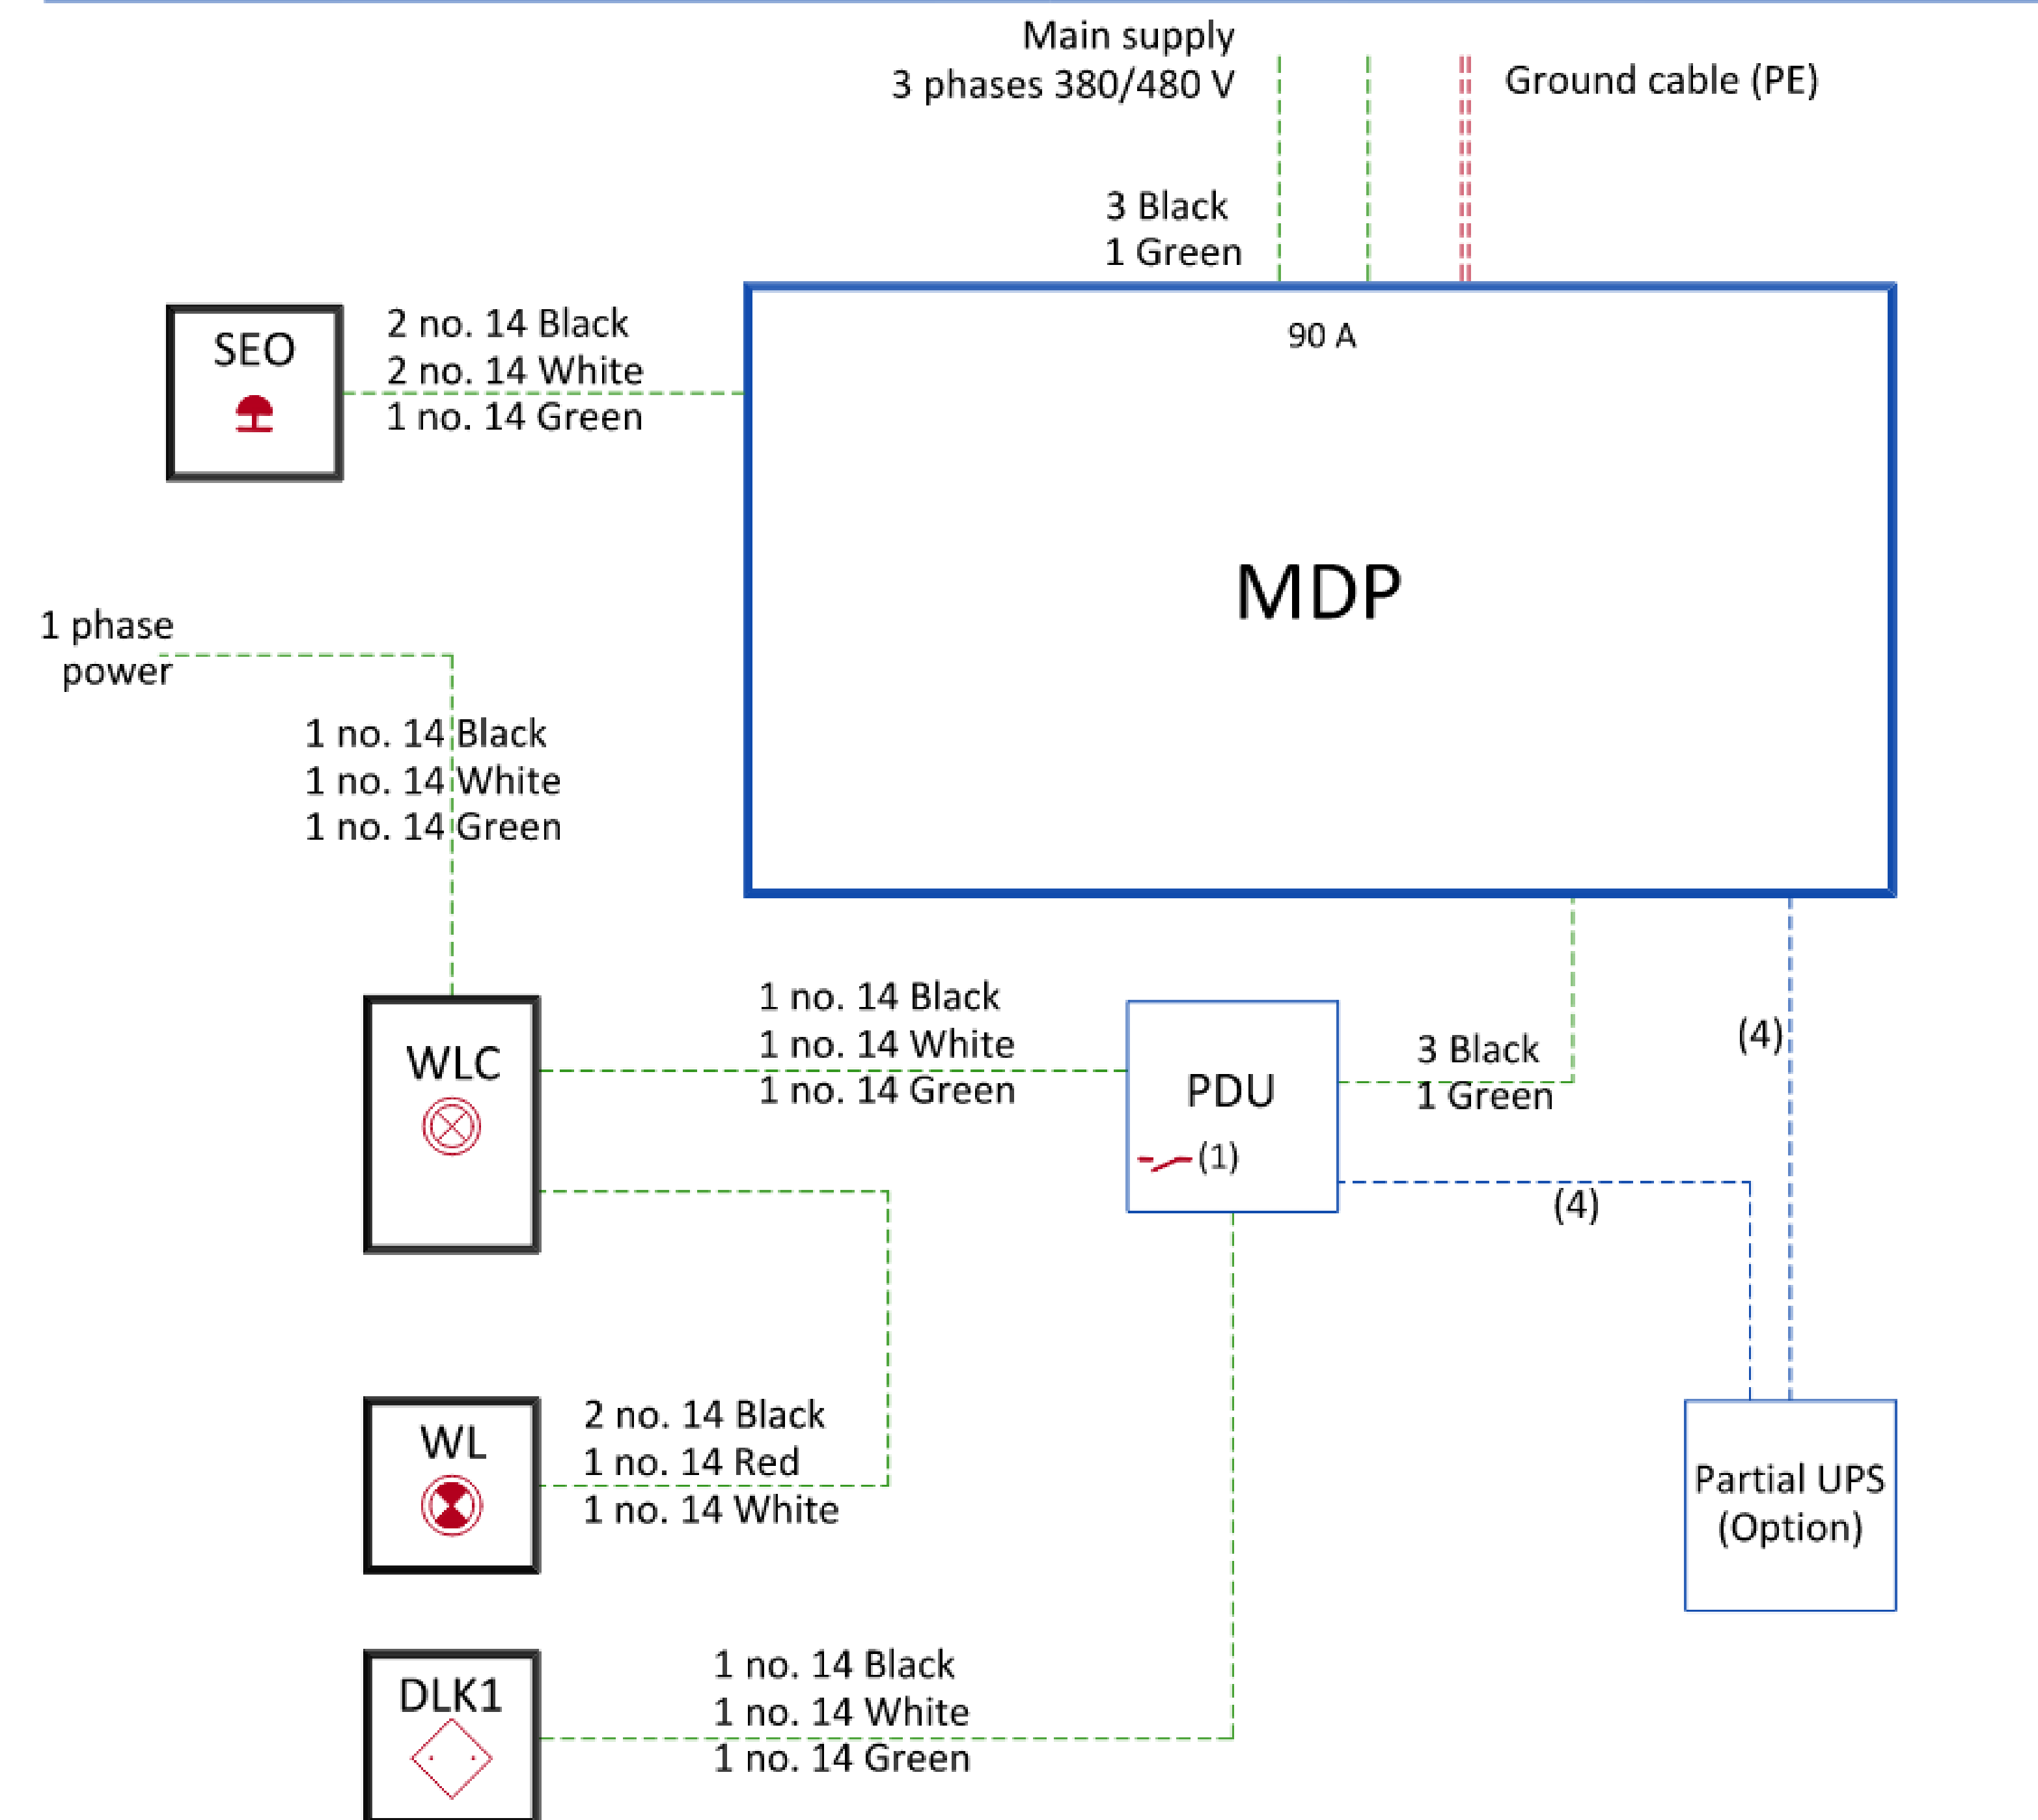 Main supply
3 phases 380/480 V
Ground cable (PE)
3 Black
1 Green
90 A
SEO
2 no. 14 Black
2 no. 14 White
1 no. 14 Green
MDP
1 phase
power
1 no. 14 Black
1 no. 14 White
1 no. 14 Green
WLC
1 no. 14 Black
1 no. 14 White
1 no. 14 Green
PDU
(1)
3 Black
1 Green
(4)
(4)
WL
2 no. 14 Black
1 no. 14 Red
1 no. 14 White
Partial UPS
(Option)
DLK1
1 no. 14 Black
1 no. 14 White
1 no. 14 Green